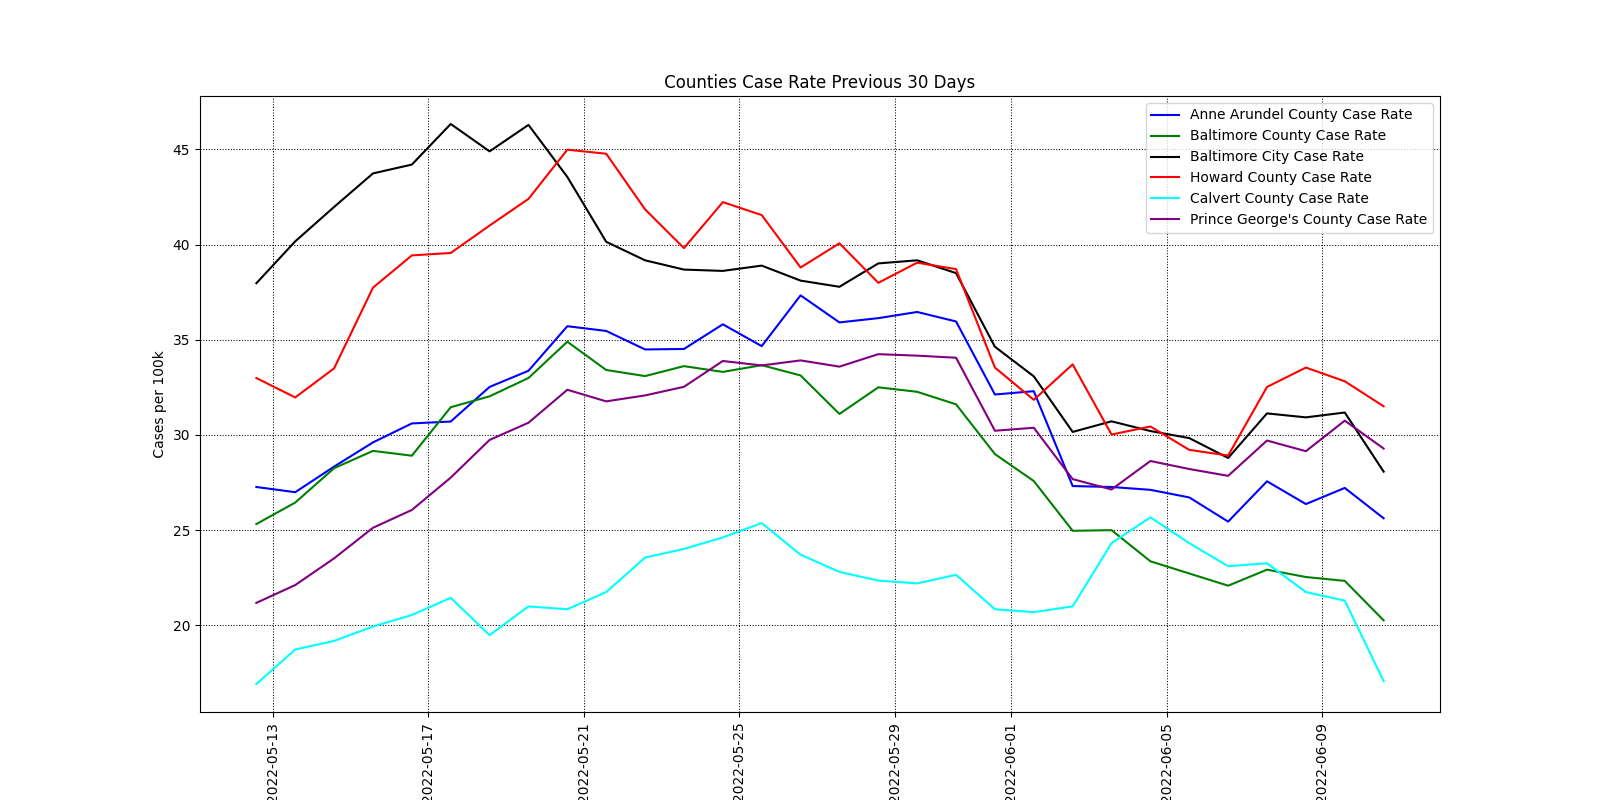 Counties Case Rate Previous 30 Days
Anne Arundel County Case Rate
Baltimore County Case Rate
Baltimore City Case Rate
Howard County Case Rate
Calvert County Case Rate
Prince George's County Case Rate
Cases per 100k
45
40
35
30
25
20
2022-05-13
2022-05-17
2022-05-21
2022-05-25
2022-05-29
2022-06-01
2022-06-05
2022-06-09